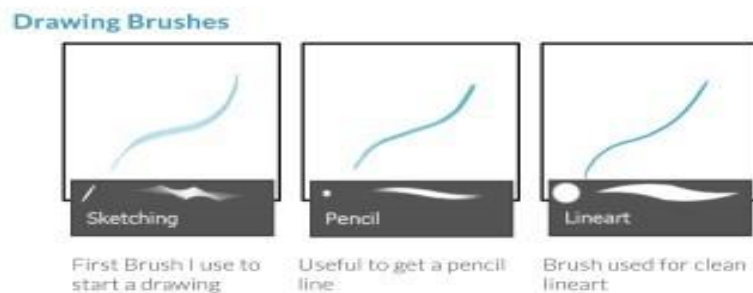 Drawing Brushes
Sketching
Pencil
Lineart
First Brush I use to
start a drawing
Useful to get a pencil
line
Brush used for clean
lineart